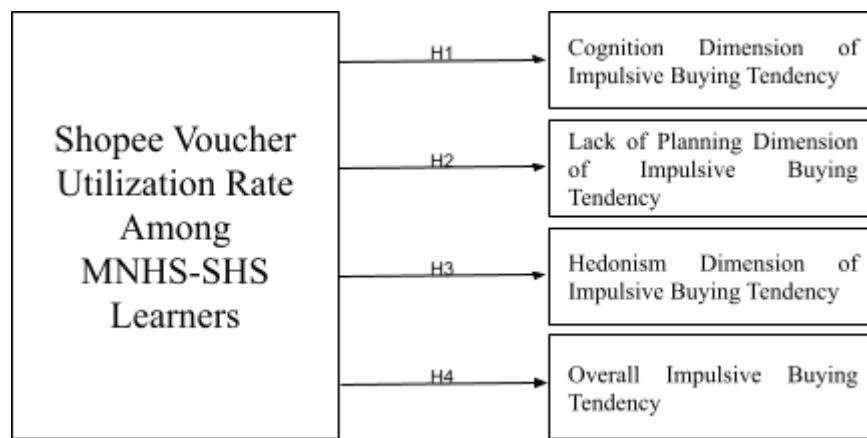 Shopee Voucher
Utilization Rate
Among
MNHS-SHS
Learners
H1
Cognition Dimension of
Impulsive Buying Tendency
H2
Lack of Planning Dimension
of Impulsive Buying
Tendency
H3
Hedonism Dimension of
Impulsive Buying Tendency
H4
Overall Impulsive Buying
Tendency